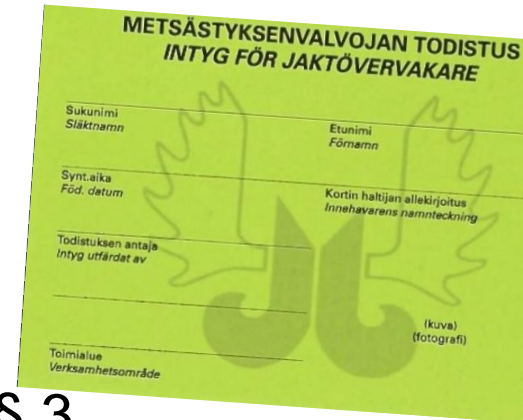 METSÄSTYKSENVALVOJAN TODISTUS
INTYG FÖR JAKTÖVERVAKARE
Sukunimi
Släktnamn
Etunimi
Förnamn
Synt.aika
Föd. datum
Kortin haltijan allekirjoitus
Innehavarens namnteckning
Todistuksen antaja
Intyg utfärdat av
(kuva)
(fotografi)
Toimialue
Verksamhetsområde
§ 3